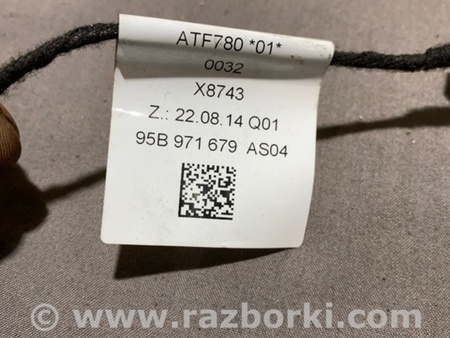 ATF780 *01*
0032
X8743
Z.: 22.08.14 Q01
95B 971 679 AS04
© www.razborki.com